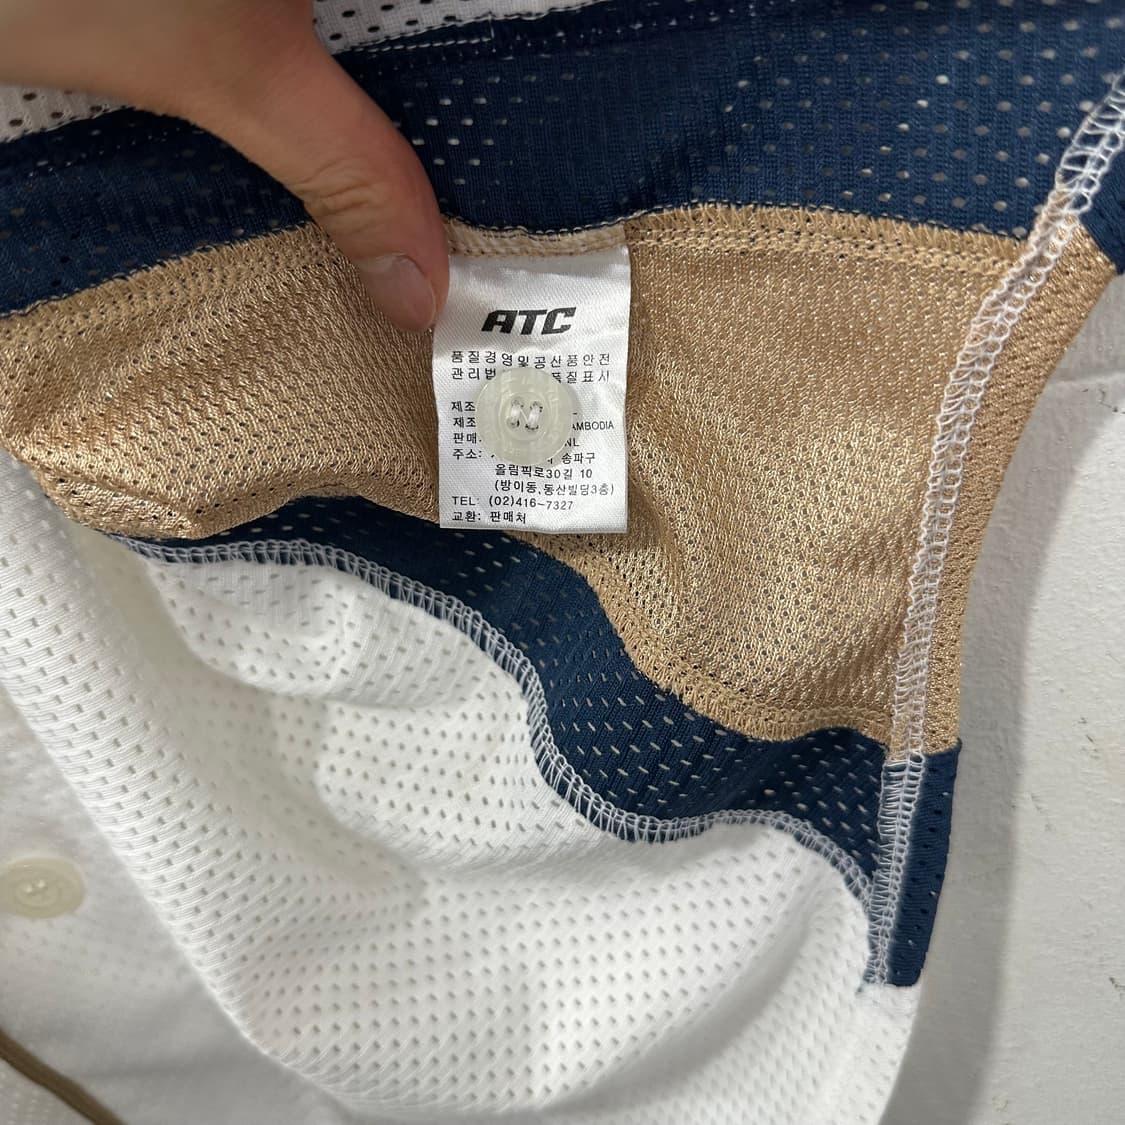 ATC
품질경영및공산품안전
관리법 품질표시
제조
제조 CAMBODIA
판매: NL
주소: 송파구
올림픽로30길 10
(방이동,동산빌딩3층)
TEL: (02)416-7327
교환: 판매처